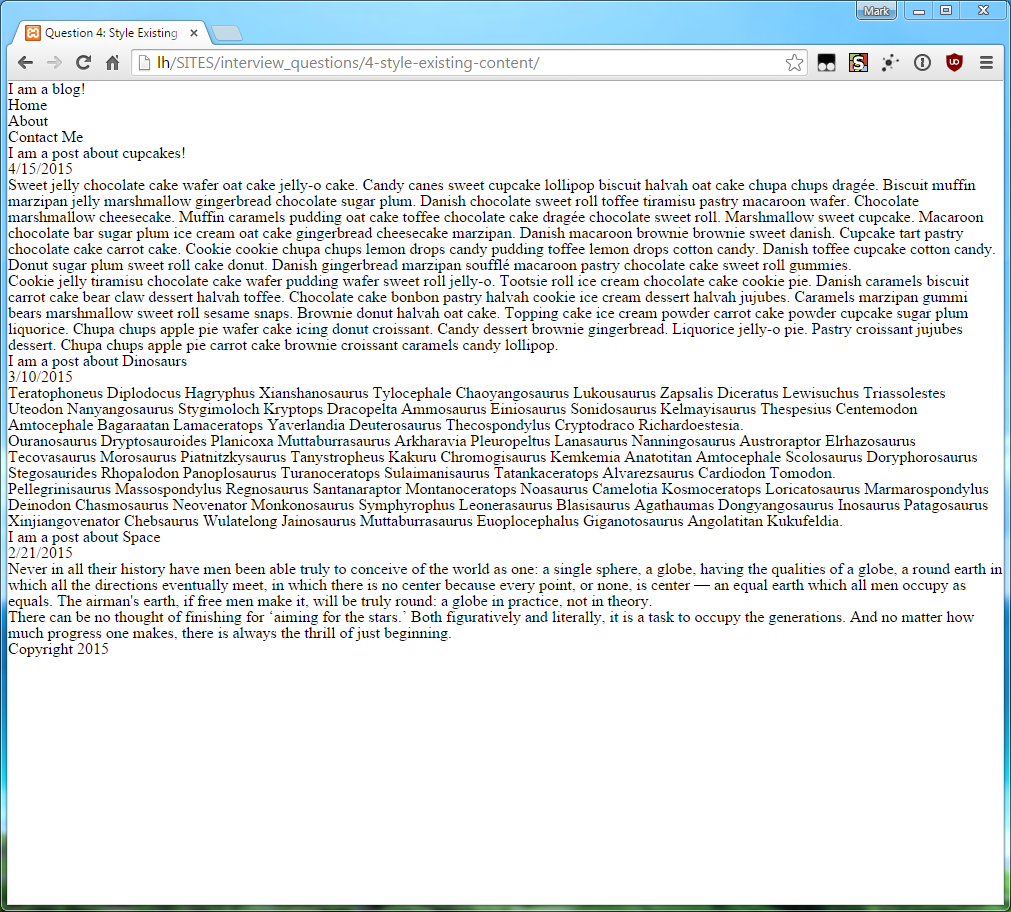 Mark
Question 4: Style Existing
lh/SITES/interview_questions/4-style-existing-content/
I am a blog!
Home
About
Contact Me
I am a post about cupcakes!
4/15/2015
Sweet jelly chocolate cake wafer oat cake jelly-o cake. Candy canes sweet cupcake lollipop biscuit halvah oat cake chupa chups dragée. Biscuit muffin
marzipan jelly marshmallow gingerbread chocolate sugar plum. Danish chocolate sweet roll toffee tiramisu pastry macaroon wafer. Chocolate
marshmallow cheesecake. Muffin caramels pudding oat cake toffee chocolate cake dragée chocolate sweet roll. Marshmallow sweet cupcake. Macaroon
chocolate bar sugar plum ice cream oat cake gingerbread cheesecake marzipan. Danish macaroon brownie brownie sweet danish. Cupcake tart pastry
chocolate cake carrot cake. Cookie cookie chupa chups lemon drops candy pudding toffee lemon drops cotton candy. Danish toffee cupcake cotton candy.
Donut sugar plum sweet roll cake donut. Danish gingerbread marzipan soufflé macaroon pastry chocolate cake sweet roll gummies.
Cookie jelly tiramisu chocolate cake wafer pudding wafer sweet roll jelly-o. Tootsie roll ice cream chocolate cake cookie pie. Danish caramels biscuit
carrot cake bear claw dessert halvah toffee. Chocolate cake bonbon pastry halvah cookie ice cream dessert halvah jujubes. Caramels marzipan gummi
bears marshmallow sweet roll sesame snaps. Brownie donut halvah oat cake. Topping cake ice cream powder carrot cake powder cupcake sugar plum
liquorice. Chupa chups apple pie wafer cake icing donut croissant. Candy dessert brownie gingerbread. Liquorice jelly-o pie. Pastry croissant jujubes
dessert. Chupa chups apple pie carrot cake brownie croissant caramels candy lollipop.
I am a post about Dinosaurs
3/10/2015
Teratophoneus Diplodocus Hagryphus Xianshanosaurus Tylocephale Chaoyangosaurus Lukousaurus Zapsalis Diceratus Lewisuchus Triassolestes
Uteodon Nanyangosaurus Stygimoloch Kryptops Dracopelta Ammosaurus Einiosaurus Sonidosaurus Kelmayisaurus Thespesius Centemodon
Amtocephale Bagaraatan Lamaceratops Yaverlandia Deuterosaurus Thecospondylus Cryptodraco Richardoestesia.
Ouranosaurus Dryptosauroides Planicoxa Muttaburrasaurus Arkharavia Pleuropeltus Lanasaurus Nanningosaurus Austroraptor Elrhazosaurus
Tecovasaurus Morosaurus Piatnitzkysaurus Tanystropheus Kakuru Chromogisaurus Kemkemia Anatotitan Amtocephale Scolosaurus Doryphorosaurus
Stegosaurides Rhopalodon Panoplosaurus Turanoceratops Sulaimanisaurus Tatankaceratops Alvarezsaurus Cardiodon Tomodon.
Pellegrinisaurus Massospondylus Regnosaurus Santanaraptor Montanoceratops Noasaurus Camelotia Kosmoceratops Loricatosaurus Marmarospondylus
Deinodon Chasmosaurus Neovenator Monkonosaurus Symphyrophus Leonerasaurus Blasisaurus Agathaumas Dongyangosaurus Inosaurus Patagosaurus
Xinjiangovenator Chebsaurus Wulatelong Jainosaurus Muttaburrasaurus Euoplocephalus Giganotosaurus Angolatitan Kukufeldia.
I am a post about Space
2/21/2015
Never in all their history have men been able truly to conceive of the world as one: a single sphere, a globe, having the qualities of a globe, a round earth in
which all the directions eventually meet, in which there is no center because every point, or none, is center — an equal earth which all men occupy as
equals. The airman's earth, if free men make it, will be truly round: a globe in practice, not in theory.
There can be no thought of finishing for ‘aiming for the stars.’ Both figuratively and literally, it is a task to occupy the generations. And no matter how
much progress one makes, there is always the thrill of just beginning.
Copyright 2015